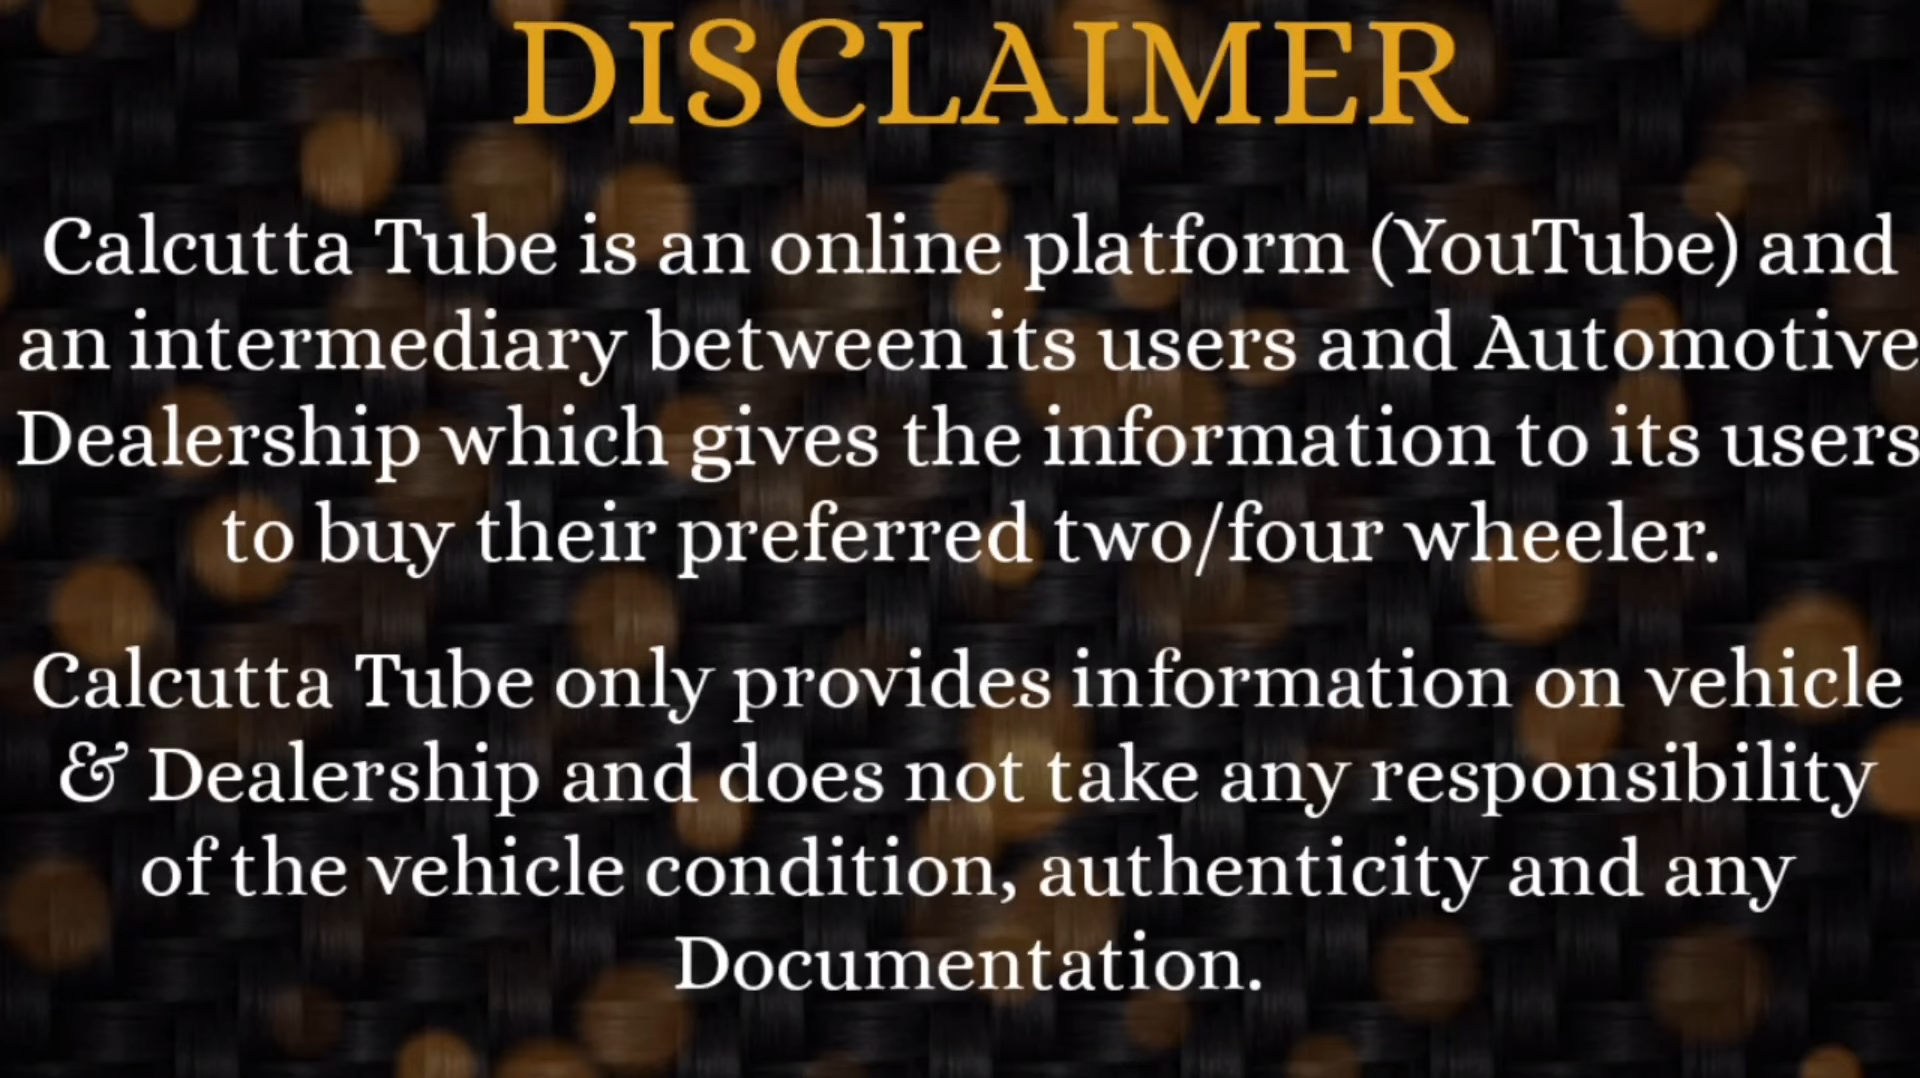 DISCLAIMER
Calcutta Tube is an online platform (YouTube) and
an intermediary between its users and Automotive
Dealership which gives the information to its users
to buy their preferred two/four wheeler.
Calcutta Tube only provides information on vehicle
& Dealership and does not take any responsibility
of the vehicle condition, authenticity and any
Documentation.